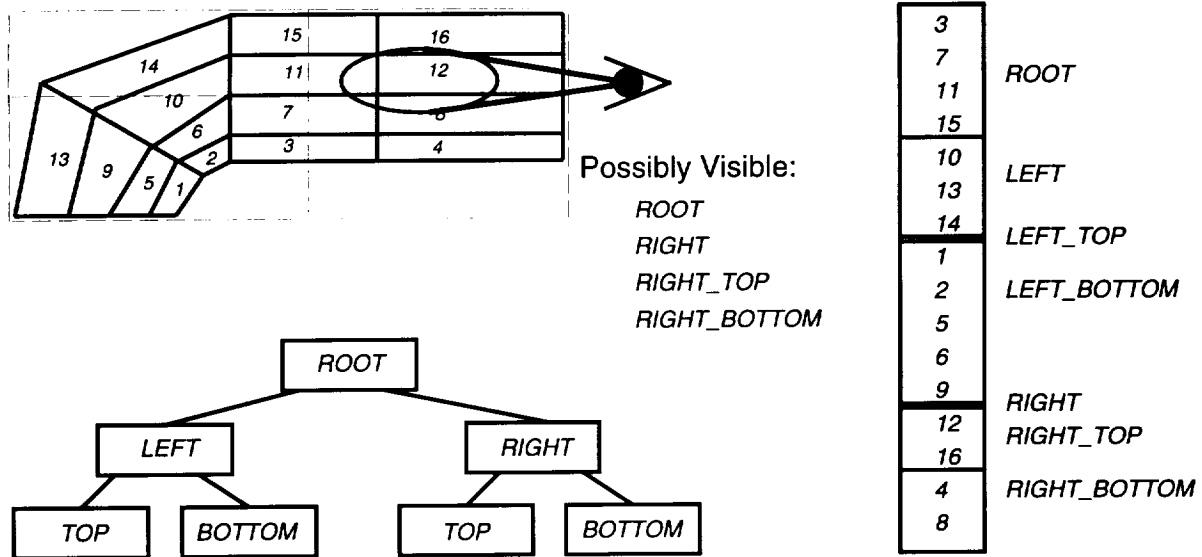 15 16
14
11 12
10
7 8
6
13 9 5 2 3 4
1
Possibly Visible:
ROOT
RIGHT
RIGHT_TOP
RIGHT_BOTTOM
ROOT
LEFT RIGHT
TOP BOTTOM TOP BOTTOM
3
7
ROOT
11
15
10
LEFT
13
14
LEFT_TOP
1
2 LEFT_BOTTOM
5
6
9
RIGHT
12
RIGHT_TOP
16
4 RIGHT_BOTTOM
8